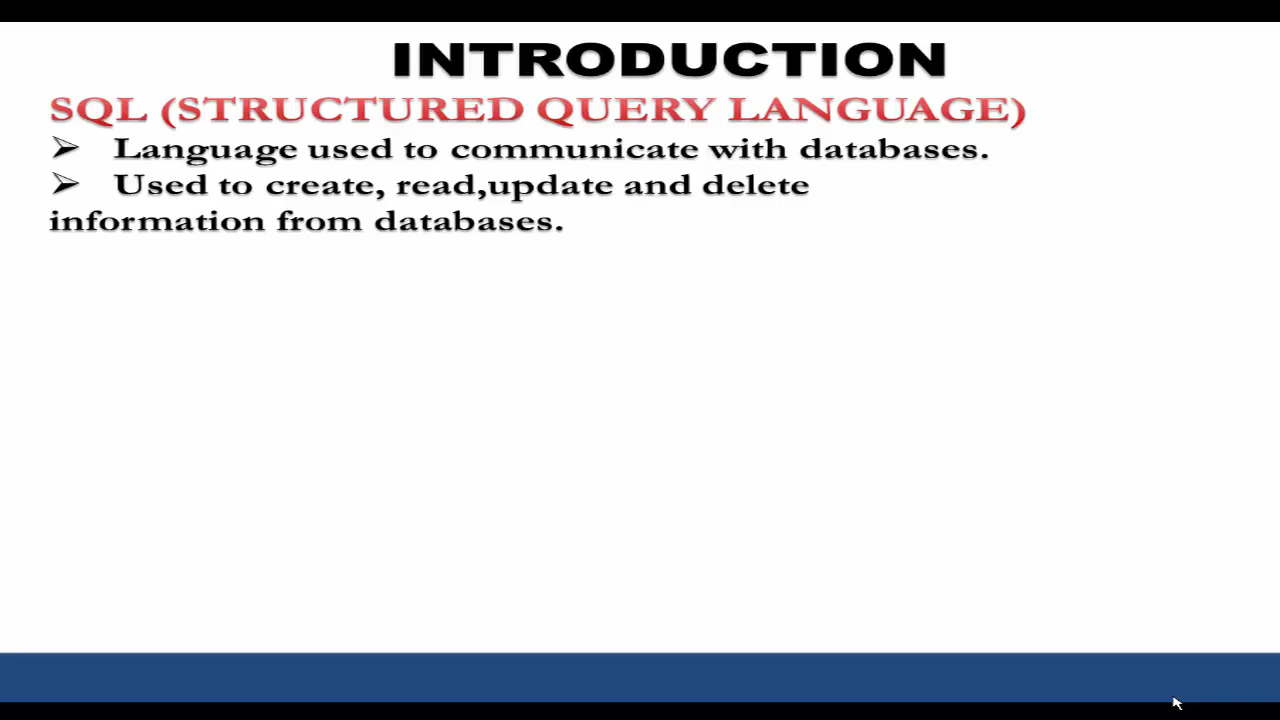 INTRODUCTION
SQL (STRUCTURED QUERY LANGUAGE)
➢ Language used to communicate with databases.
➢ Used to create, read,update and delete
information from databases.